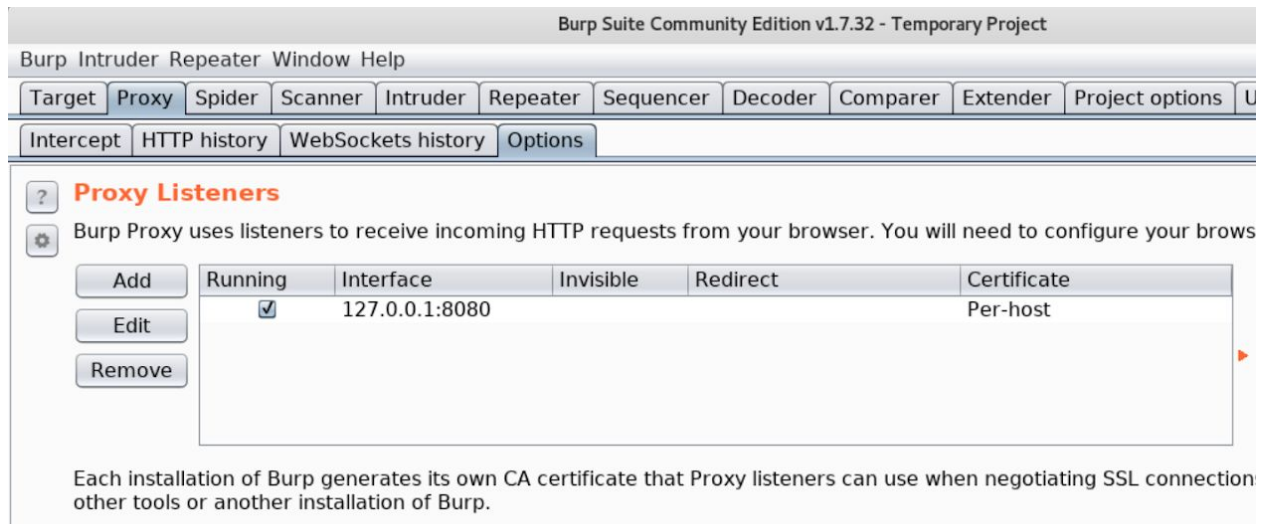 Burp Suite Community Edition v1.7.32 - Temporary Project
Burp Intruder Repeater Window Help
Target Proxy Spider Scanner Intruder Repeater Sequencer Decoder Comparer Extender Project options U
Intercept HTTP history WebSockets history Options
? Proxy Listeners
Burp Proxy uses listeners to receive incoming HTTP requests from your browser. You will need to configure your brows
Add Running Interface Invisible Redirect Certificate
127.0.0.1:8080 Per-host
Edit
Remove
Each installation of Burp generates its own CA certificate that Proxy listeners can use when negotiating SSL connection
other tools or another installation of Burp.